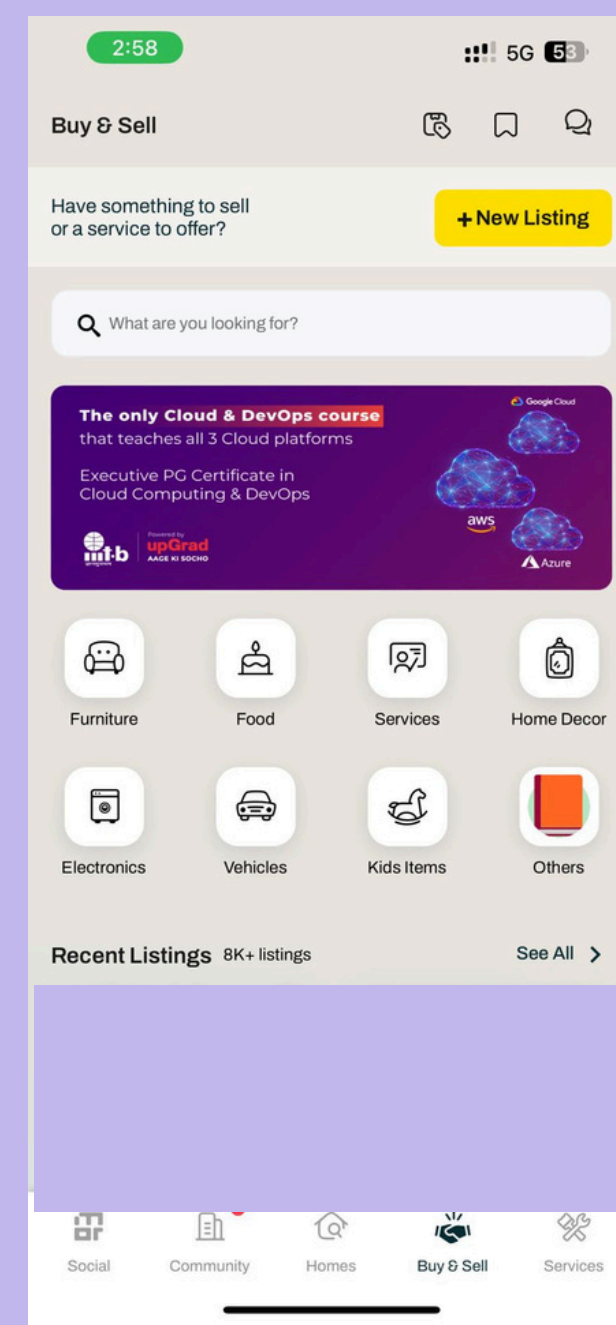 2:58 5G 53
Buy & Sell
Have something to sell
or a service to offer?
+ New Listing
What are you looking for?
The only Cloud & DevOps course
that teaches all 3 Cloud platforms
Executive PG Certificate in
Cloud Computing & DevOps
iiit-b
Powered by
upGrad
AAGE KI SOCHO
Google Cloud
aws
Azure
Furniture Food Services Home Decor
Electronics Vehicles Kids Items Others
Recent Listings 8K+ listings See All
Social Community Homes Buy & Sell Services